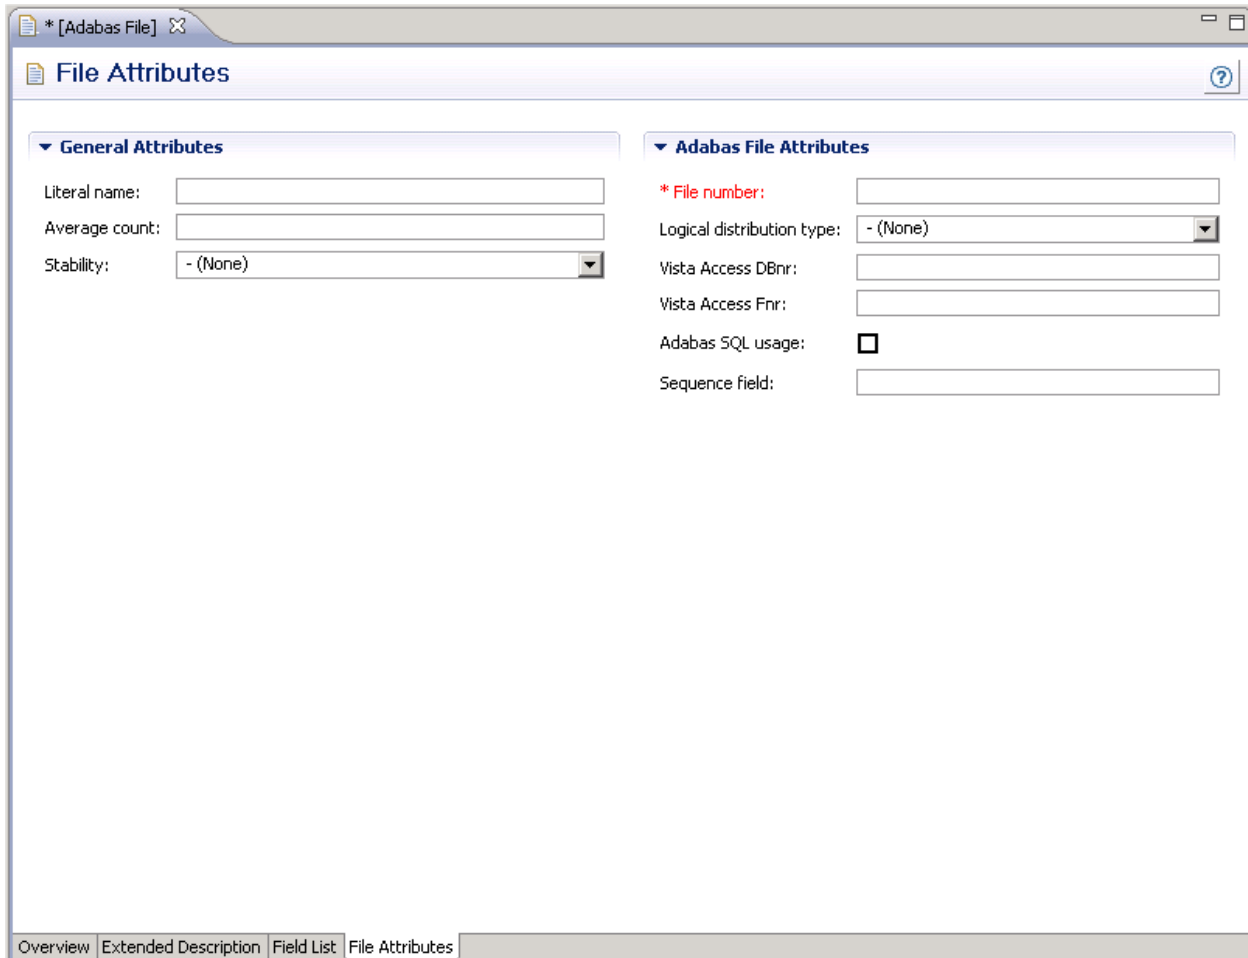 * [Adabas File]
File Attributes
General Attributes
Literal name:
Average count:
Stability: - (None)
Adabas File Attributes
* File number:
Logical distribution type: - (None)
Vista Access DBnr:
Vista Access Fnr:
Adabas SQL usage:
Sequence field:
Overview Extended Description Field List File Attributes